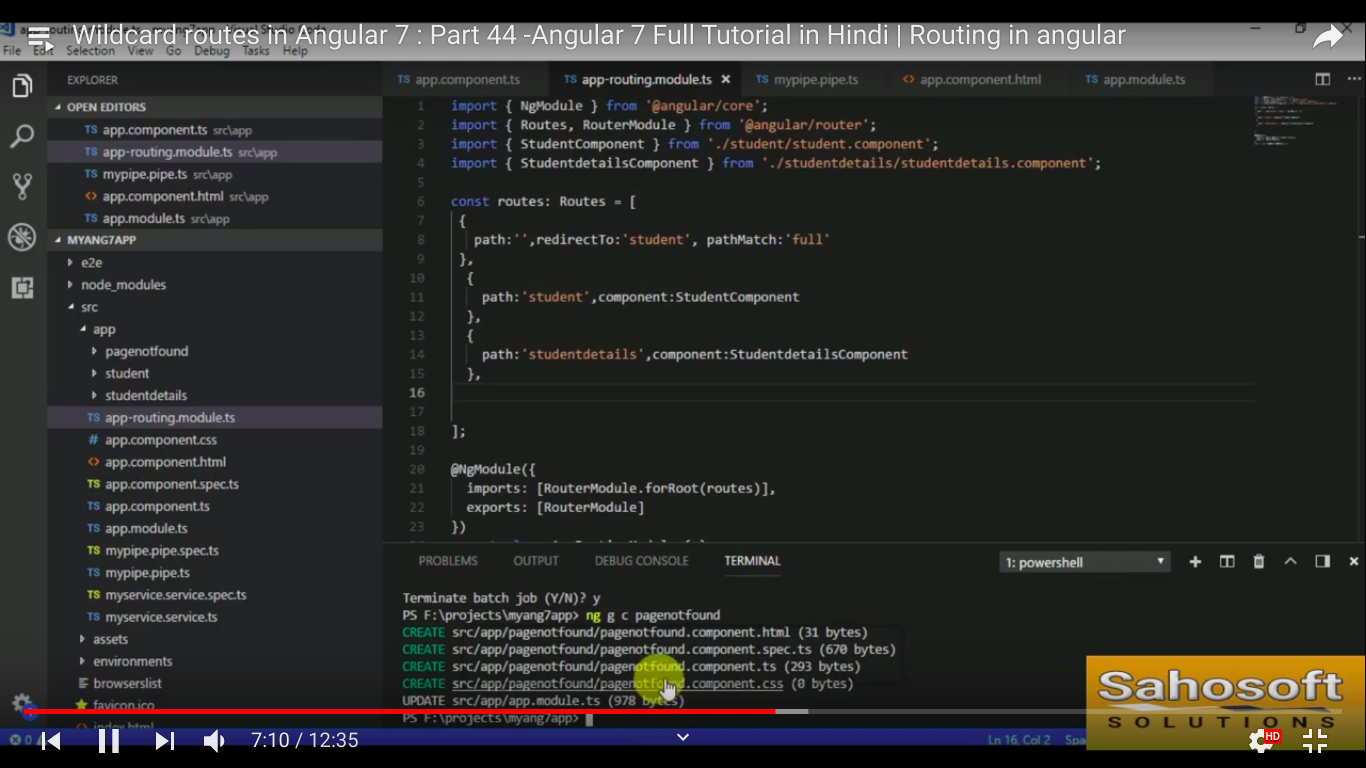 Wildcard routes in Angular 7 : Part 44 -Angular 7 Full Tutorial in Hindi | Routing in angular
File Edit Selection View Go Debug Tasks Help
EXPLORER
OPEN EDITORS
TS app.component.ts src\app
TS app-routing.module.ts src\app
TS mypipe.pipe.ts src\app
<> app.component.html src\app
TS app.module.ts src\app
MYANG7APP
e2e
node_modules
src
app
pagenotfound
student
studentdetails
TS app-routing.module.ts
# app.component.css
<> app.component.html
TS app.component.spec.ts
TS app.component.ts
TS app.module.ts
TS mypipe.pipe.spec.ts
TS mypipe.pipe.ts
TS myservice.service.spec.ts
TS myservice.service.ts
assets
environments
browserslist
favicon.ico
index.html
TS app.component.ts TS app-routing.module.ts × TS mypipe.pipe.ts <> app.component.html TS app.module.ts
1 import { NgModule } from '@angular/core';
2 import { Routes, RouterModule } from '@angular/router';
3 import { StudentComponent } from './student/student.component';
4 import { StudentdetailsComponent } from './studentdetails/studentdetails.component';
5
6 const routes: Routes = [
7 {
8 path:'',redirectTo:'student', pathMatch:'full'
9 },
10 {
11 path:'student',component:StudentComponent
12 },
13 {
14 path:'studentdetails',component:StudentdetailsComponent
15 },
16
17
18 ];
19
20 @NgModule({
21 imports: [RouterModule.forRoot(routes)],
22 exports: [RouterModule]
23 })
PROBLEMS OUTPUT DEBUG CONSOLE TERMINAL 1: powershell
Terminate batch job (Y/N)? y
PS F:\projects\myang7app> ng g c pagenotfound
CREATE src/app/pagenotfound/pagenotfound.component.html (31 bytes)
CREATE src/app/pagenotfound/pagenotfound.component.spec.ts (670 bytes)
CREATE src/app/pagenotfound/pagenotfound.component.ts (293 bytes)
CREATE src/app/pagenotfound/pagenotfound.component.css (0 bytes)
UPDATE src/app/app.module.ts (978 bytes)
PS F:\projects\myang7app>
Sahosoft
SOLUTIONS
7:10 / 12:35
Ln 16, Col 2
HD